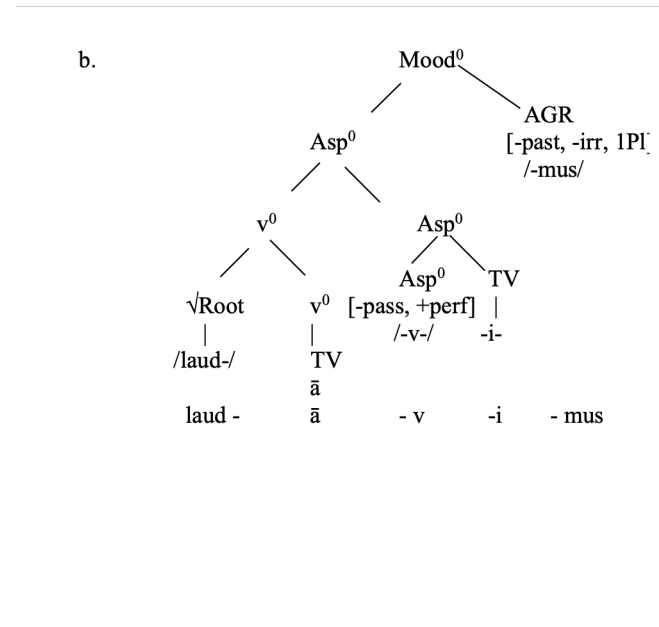 b. Mood⁰
AGR
Asp⁰ [-past, -irr, 1Pl]
/-mus/
v⁰ Asp⁰
Asp⁰ TV
√Root v⁰ [-pass, +perf] |
| | /-v-/ -i-
/laud-/ TV
ā
laud - ā - v -i - mus